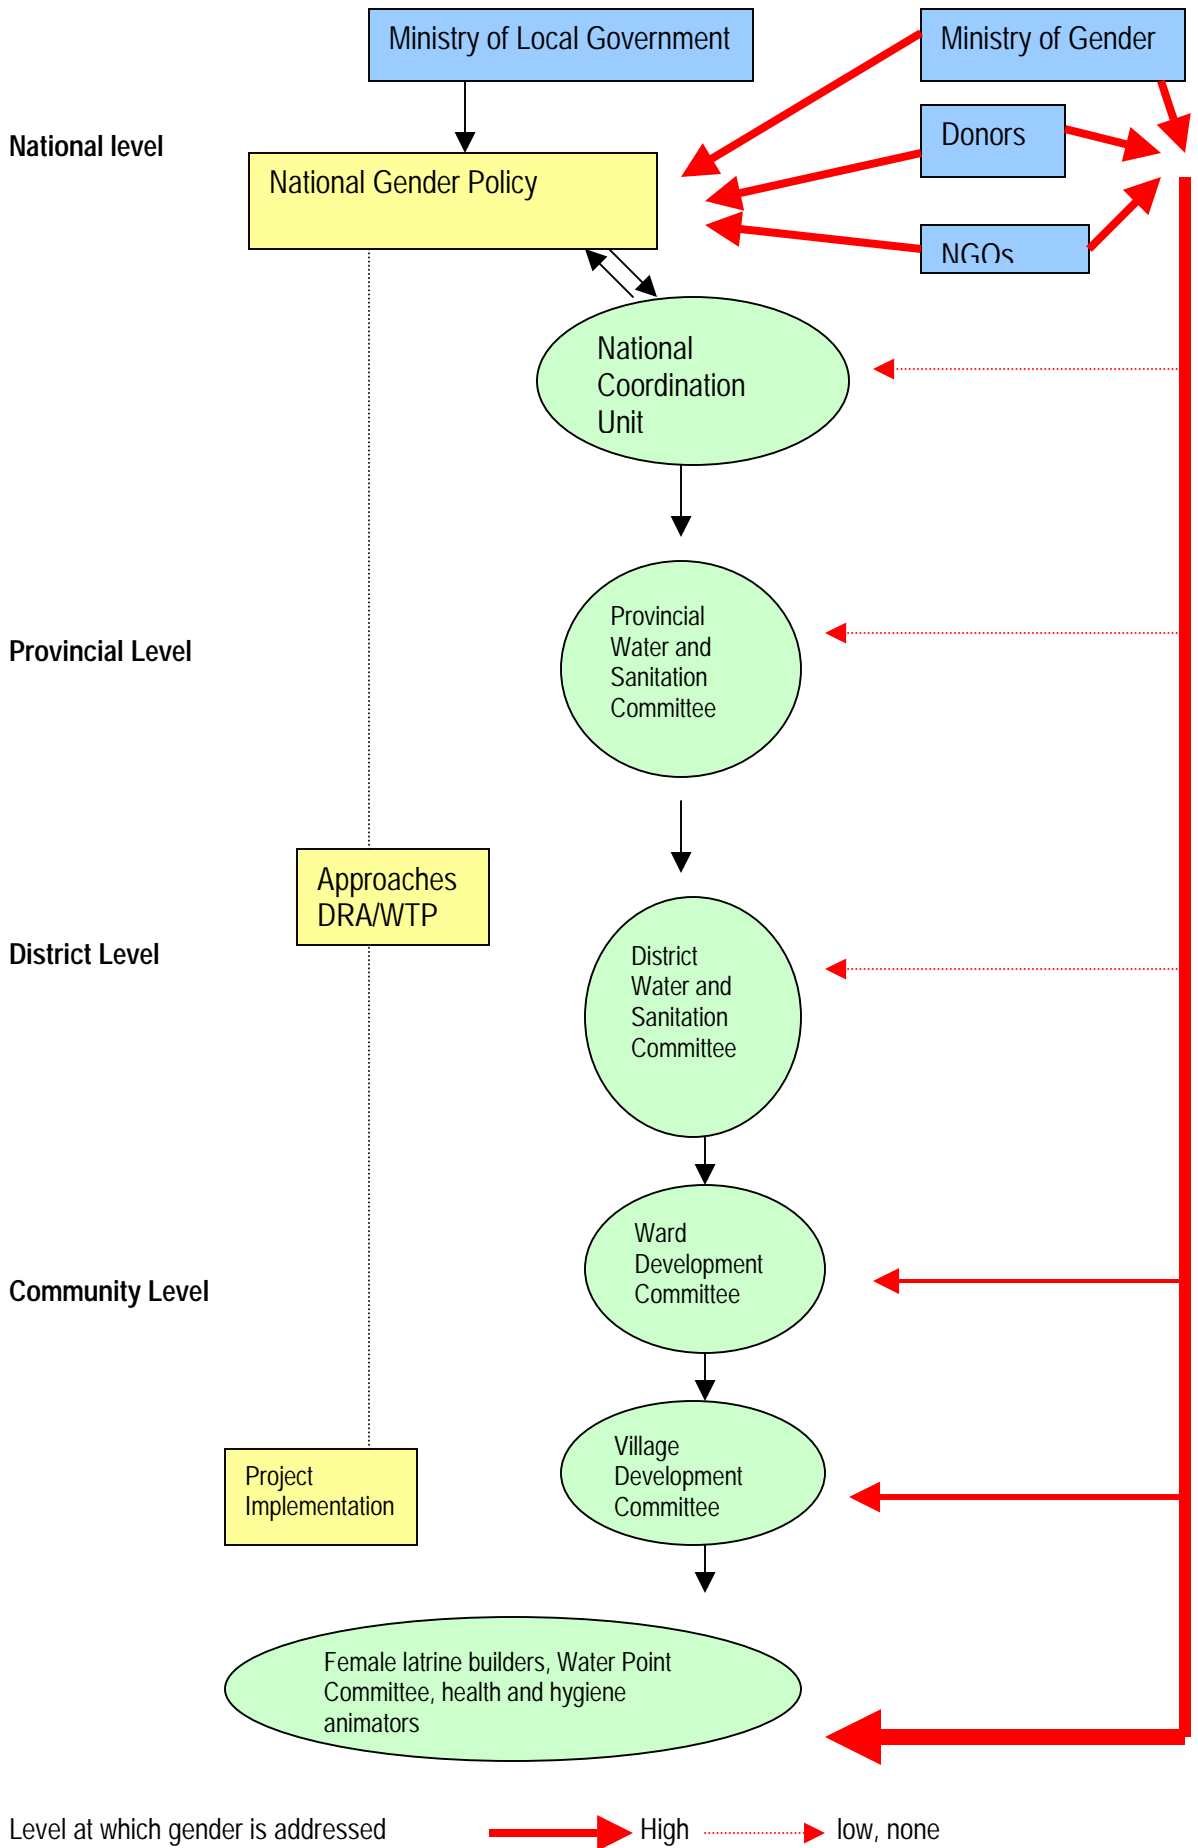 Ministry of Local Government
Ministry of Gender
National level
Donors
National Gender Policy
NGOs
National
Coordination
Unit
Provincial
Water and
Sanitation
Committee
Provincial Level
Approaches
DRA/WTP
District Level
District
Water and
Sanitation
Committee
Ward
Development
Committee
Community Level
Village
Development
Committee
Project
Implementation
Female latrine builders, Water Point
Committee, health and hygiene
animators
Level at which gender is addressed
High
low, none